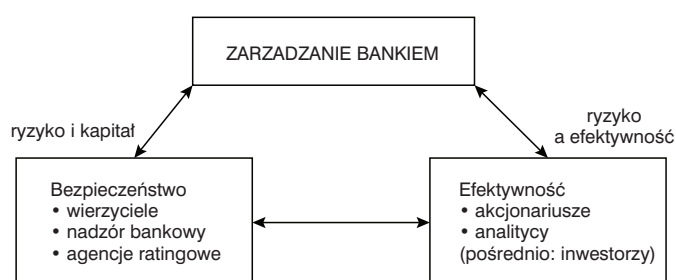 ZARZADZANIE BANKIEM
ryzyko i kapitał
ryzyko
a efektywność
Bezpieczeństwo
• wierzyciele
• nadzór bankowy
• agencje ratingowe
Efektywność
• akcjonariusze
• analitycy
(pośrednio: inwestorzy)